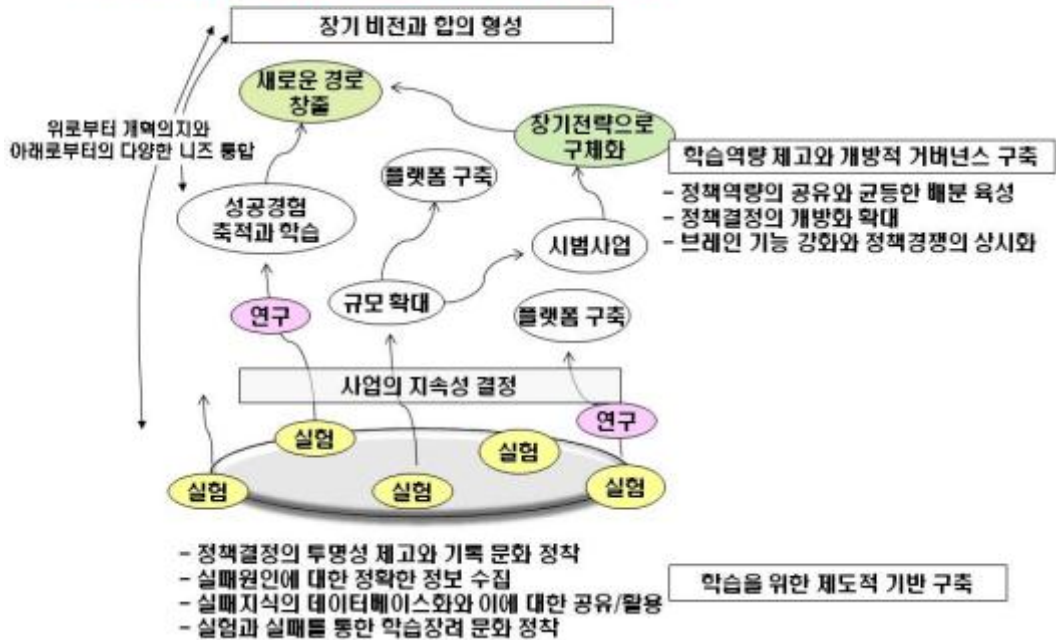 장기 비전과 합의 형성
새로운 경로
창출
위로부터 개혁의지와
아래로부터의 다양한 니즈 통합
장기전략으로
구체화
학습역량 제고와 개방적 거버넌스 구축
- 정책역량의 공유와 균등한 배분 육성
- 정책결정의 개방화 확대
- 브레인 기능 강화와 정책경쟁의 상시화
플랫폼 구축
성공경험
축적과 학습
시범사업
연구
규모 확대
플랫폼 구축
사업의 지속성 결정
연구
실험
실험
실험
실험
실험
- 정책결정의 투명성 제고와 기록 문화 정착
- 실패원인에 대한 정확한 정보 수집
- 실패지식의 데이터베이스화와 이에 대한 공유/활용
- 실험과 실패를 통한 학습장려 문화 정착
학습을 위한 제도적 기반 구축